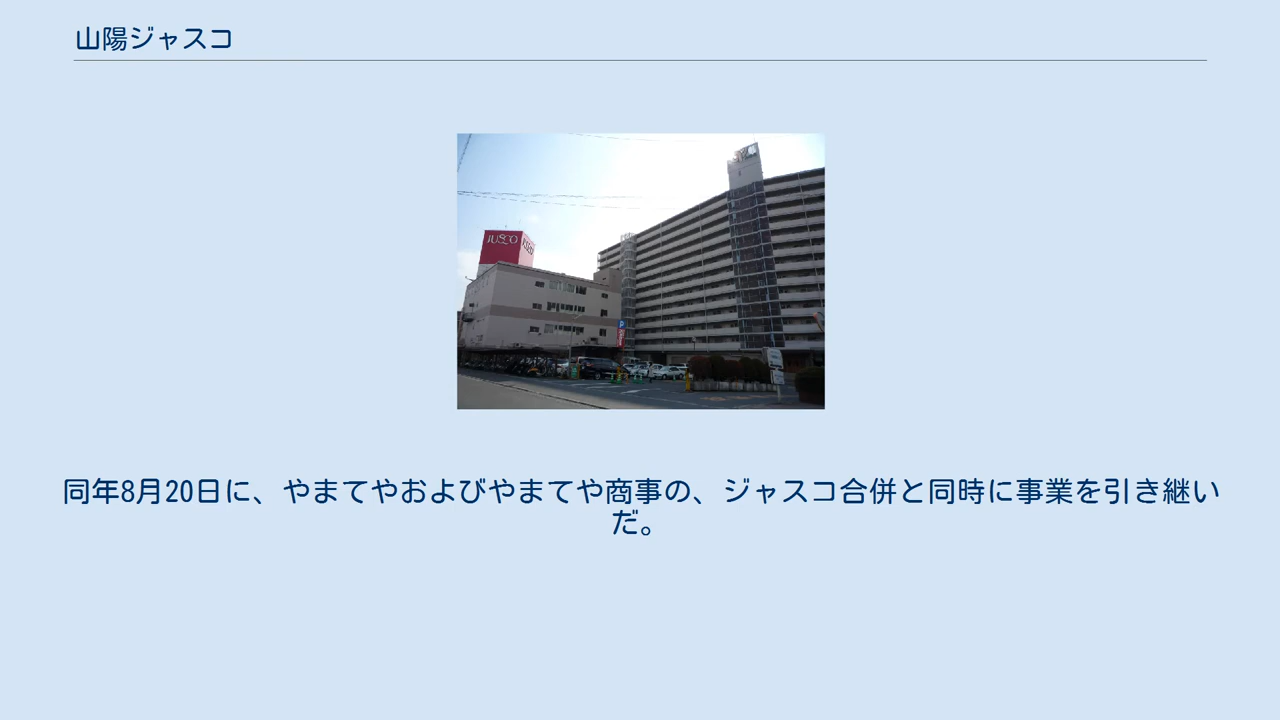 山陽ジャスコ
JUSCO
P
同年8月20日に、やまてやおよびやまてや商事の、ジャスコ合併と同時に事業を引き継い
だ。